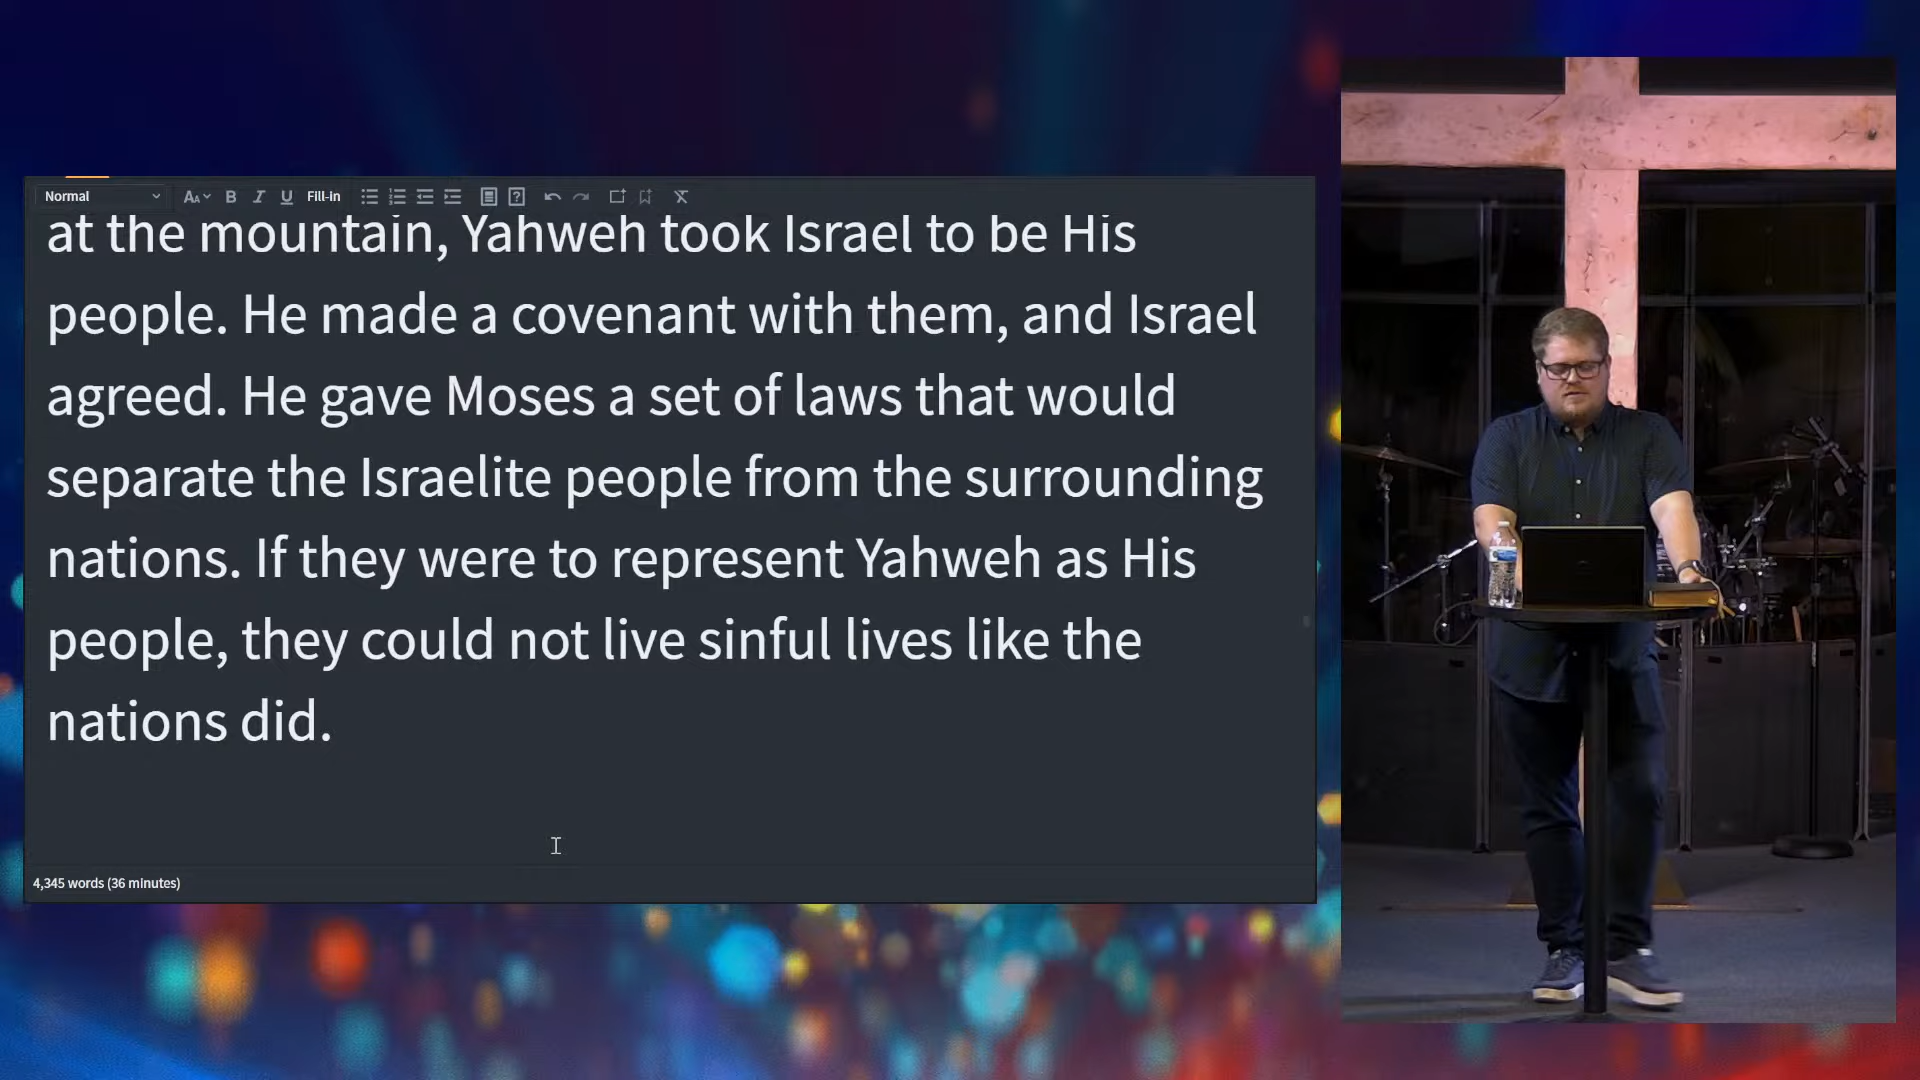 Normal
AA B I U Fill-in
at the mountain, Yahweh took Israel to be His
people. He made a covenant with them, and Israel
agreed. He gave Moses a set of laws that would
separate the Israelite people from the surrounding
nations. If they were to represent Yahweh as His
people, they could not live sinful lives like the
nations did.
4,345 words (36 minutes)